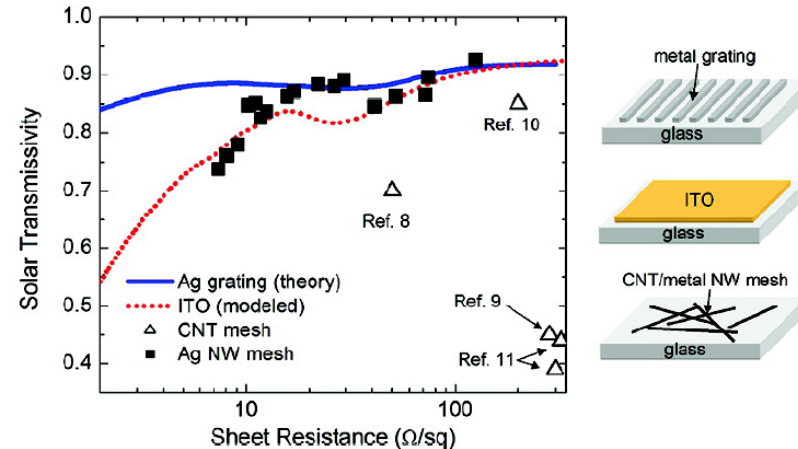 1.0
0.9
0.8
0.7
0.6
0.5
0.4
Solar Transmissivity
Ref. 10
Ref. 8
Ref. 9
Ref. 11
Ag grating (theory)
ITO (modeled)
CNT mesh
Ag NW mesh
10
100
Sheet Resistance (Ω/sq)
metal grating
glass
ITO
glass
CNT/metal NW mesh
glass